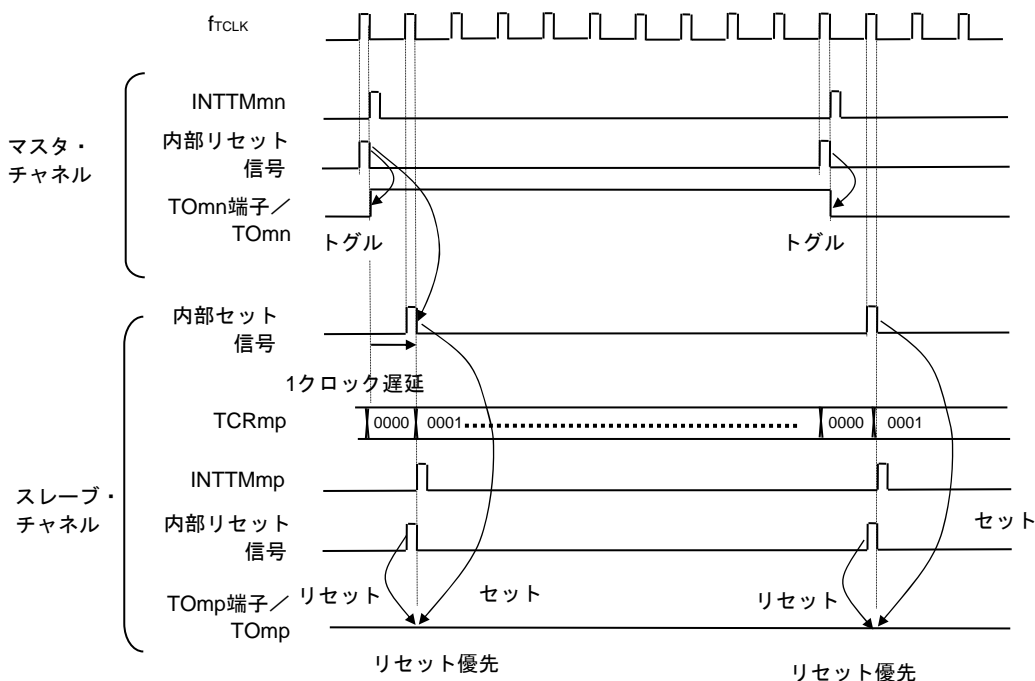 fTCLK
マスタ・
チャネル
INTTMmn
内部リセット
信号
TOmn端子／
TOmn
トグル
トグル
スレーブ・
チャネル
内部セット
信号
1クロック遅延
TCRmp
0000
0001
0000
0001
INTTMmp
内部リセット
信号
セット
TOmp端子／
TOmp
リセット
セット
リセット
リセット優先
リセット優先